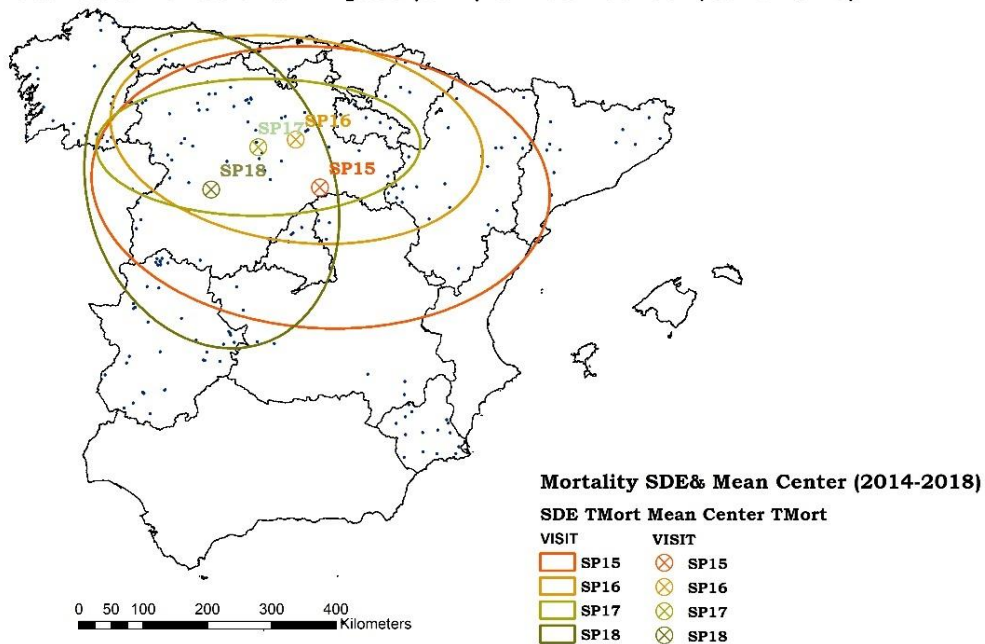 SP17
SP16
SP18
SP15
Mortality SDE& Mean Center (2014-2018)
SDE TMort Mean Center TMort
VISIT VISIT
SP15 SP15
SP16 SP16
SP17 SP17
SP18 SP18
0 50 100 200 300 400
Kilometers